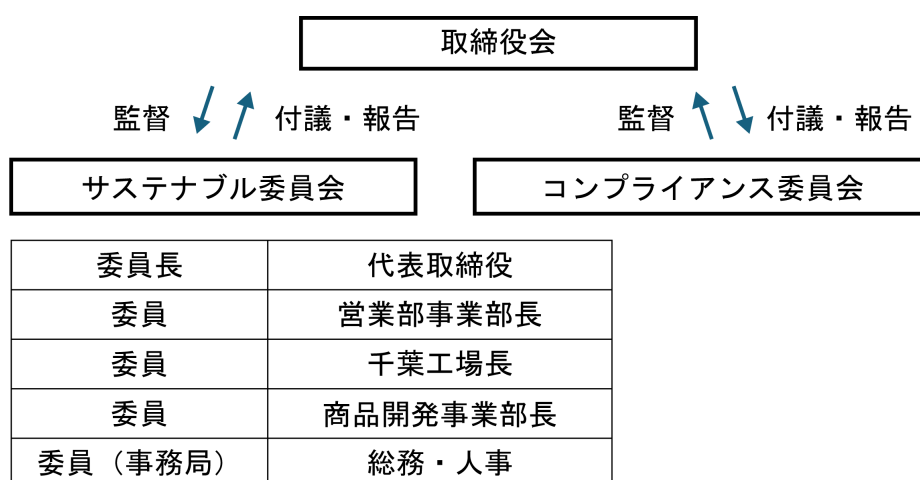 取締役会
監督 付議・報告 監督 付議・報告
サステナブル委員会 コンプライアンス委員会
委員長 代表取締役
委員 営業部事業部長
委員 千葉工場長
委員 商品開発事業部長
委員（事務局） 総務・人事